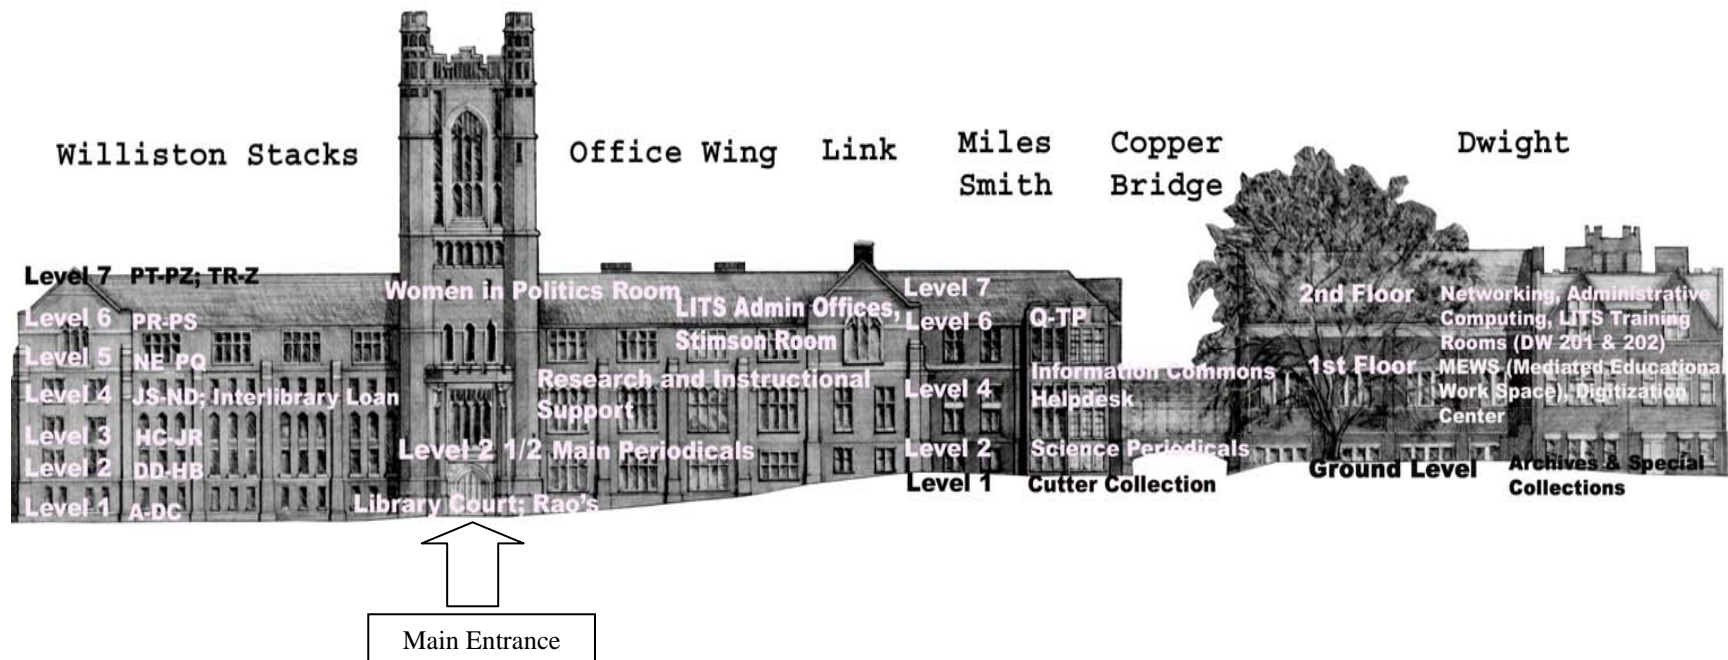 Williston Stacks
Office Wing
Link
Miles
Smith
Copper
Bridge
Dwight
Level 7 PT-PZ; TR-Z
Level 6 PR-PS
Level 5 NE-PQ
Level 4 JS-ND; Interlibrary Loan
Level 3 HC-JR
Level 2 DD-HB
Level 1 A-DC
Women in Politics Room
LITS Admin Offices,
Stimson Room
Research and Instructional
Support
Level 2 1/2 Main Periodicals
Library Court; Rao's
Level 7
Level 6 Q-TP
Information Commons
Level 4 Helpdesk
Level 2 Science Periodicals
Level 1 Cutter Collection
2nd Floor Networking, Administrative
Computing, LITS Training
Rooms (DW 201 & 202)
1st Floor MEWS (Mediated Educational
Work Space), Digitization
Center
Ground Level Archives & Special
Collections
Main Entrance